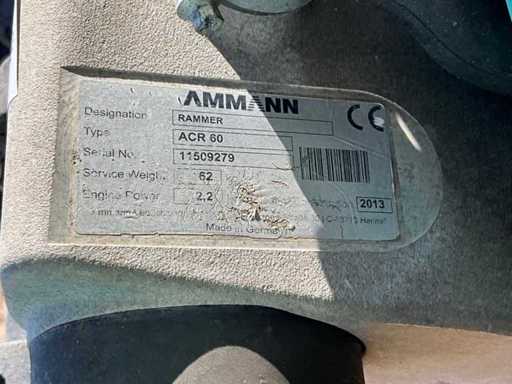 AMMANN
CE
Designation RAMMER
Type ACR 60
Serial No. 11509279
Service Weight 62
Engine Power 2.2 2013
Made in Germany